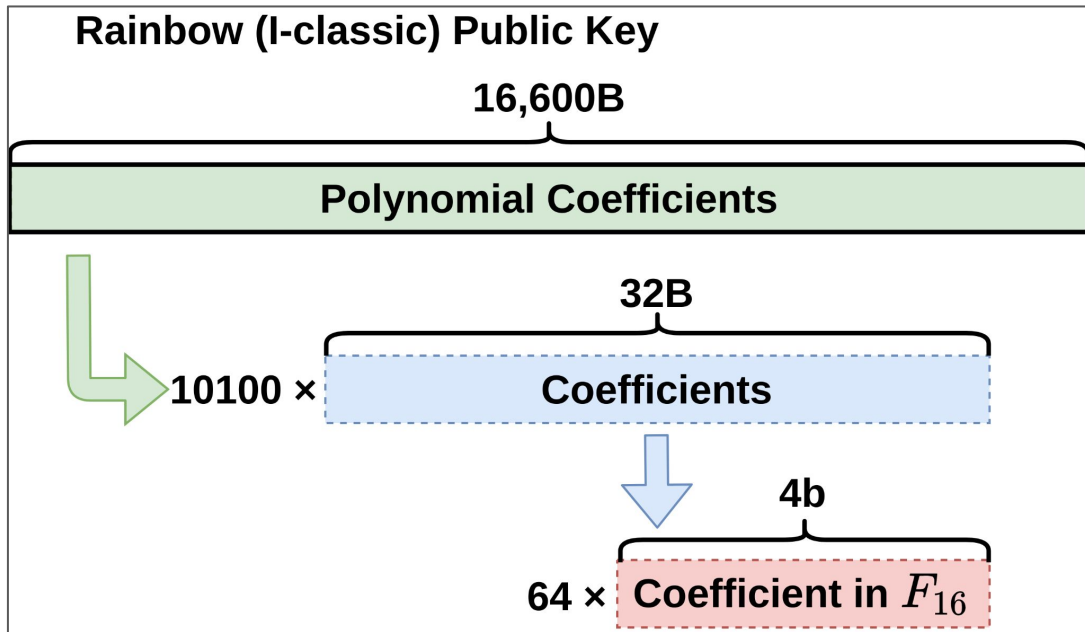 Rainbow (I-classic) Public Key
16,600B
Polynomial Coefficients
32B
10100 × Coefficients
4b
64 × Coefficient in F₁₆